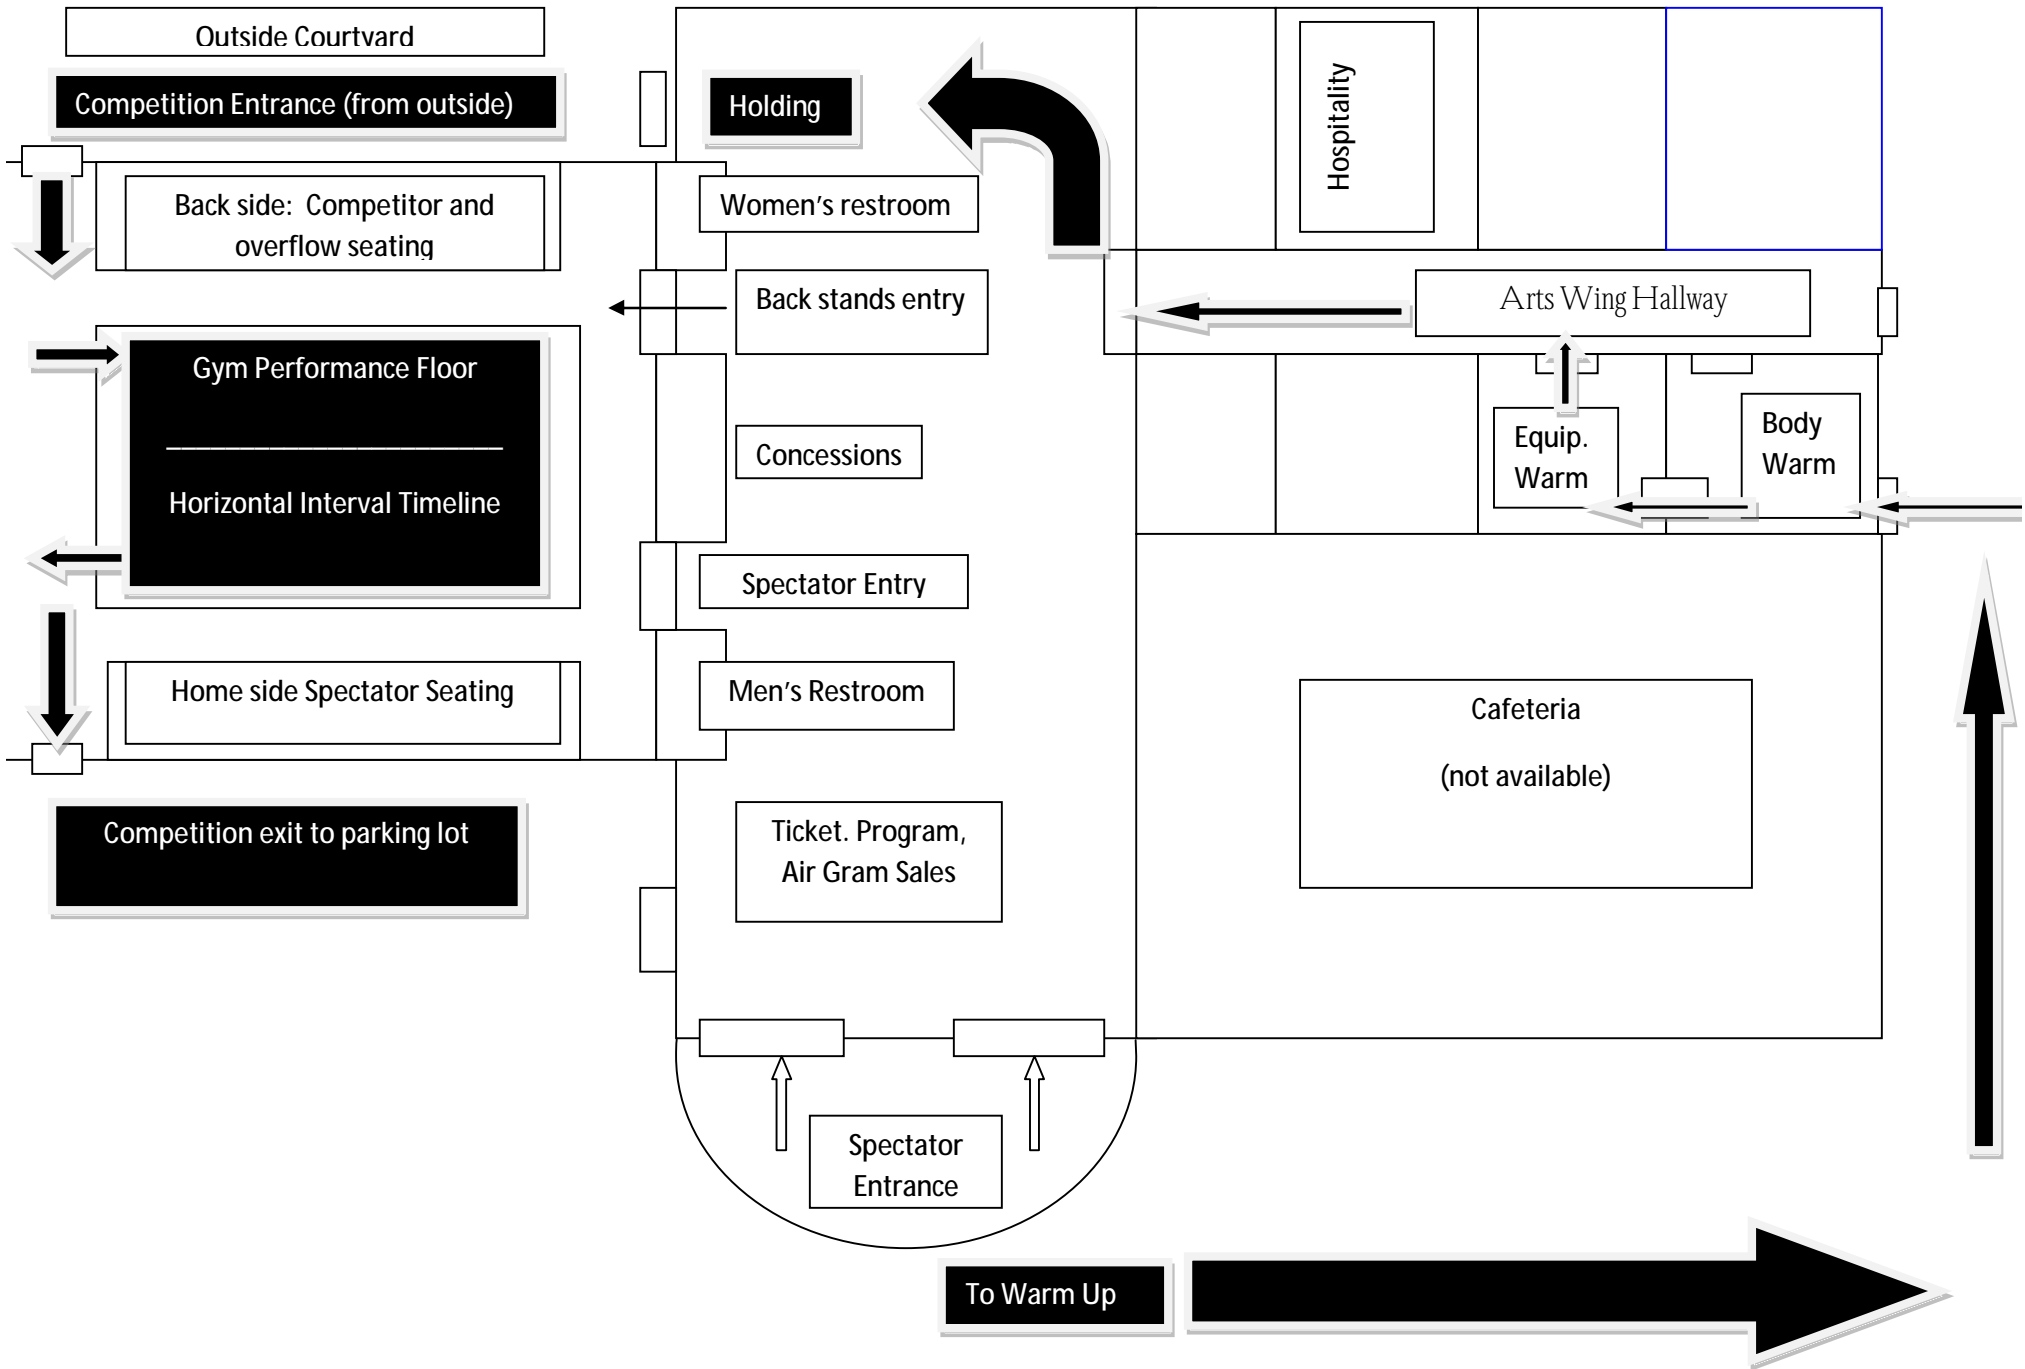 Outside Courtyard
Competition Entrance (from outside)
Holding
Hospitality
Back side: Competitor and
overflow seating
Women's restroom
Back stands entry
Arts Wing Hallway
Gym Performance Floor
Horizontal Interval Timeline
Concessions
Equip.
Warm
Body
Warm
Spectator Entry
Home side Spectator Seating
Men's Restroom
Cafeteria
(not available)
Competition exit to parking lot
Ticket. Program,
Air Gram Sales
Spectator
Entrance
To Warm Up